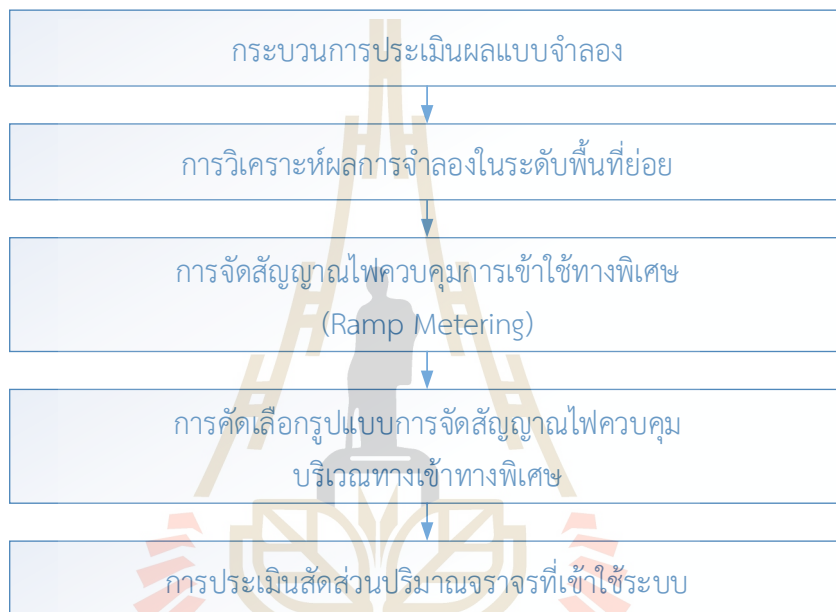 กระบวนการประเมินผลแบบจำลอง
การวิเคราะห์ผลการจำลองในระดับพื้นที่ย่อย
การจัดสัญญาณไฟควบคุมการเข้าใช้ทางพิเศษ
(Ramp Metering)
การคัดเลือกรูปแบบการจัดสัญญาณไฟควบคุม
บริเวณทางเข้าทางพิเศษ
การประเมินสัดส่วนปริมาณจราจรที่เข้าใช้ระบบ